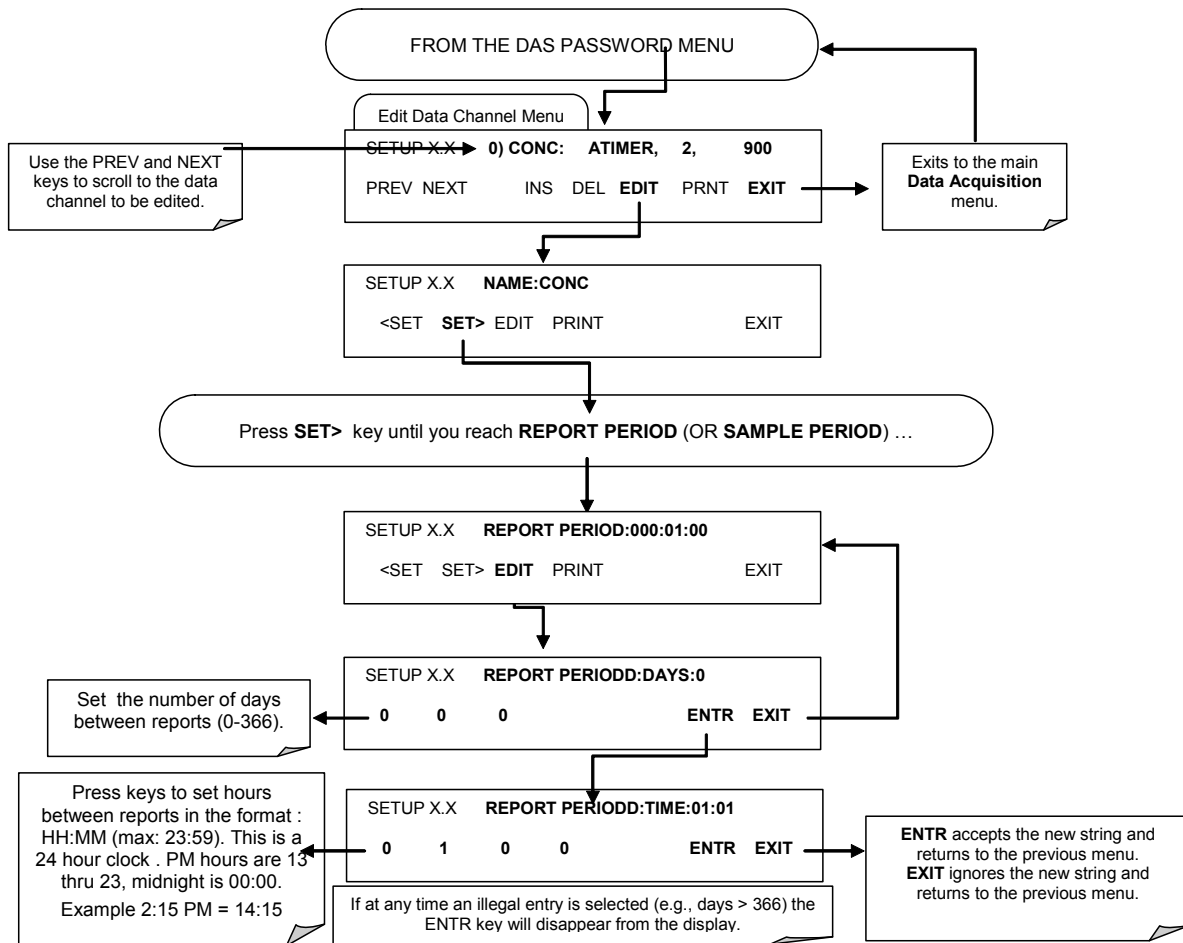 FROM THE DAS PASSWORD MENU
Edit Data Channel Menu
SETUP X.X 0) CONC: ATIMER, 2, 900
PREV NEXT INS DEL EDIT PRNT EXIT
Use the PREV and NEXT
keys to scroll to the data
channel to be edited.
Exits to the main
Data Acquisition
menu.
SETUP X.X NAME:CONC
<SET SET> EDIT PRINT EXIT
Press SET> key until you reach REPORT PERIOD (OR SAMPLE PERIOD) …
SETUP X.X REPORT PERIOD:000:01:00
<SET SET> EDIT PRINT EXIT
SETUP X.X REPORT PERIODD:DAYS:0
0 0 0 ENTR EXIT
Set the number of days
between reports (0-366).
Press keys to set hours
between reports in the format :
HH:MM (max: 23:59). This is a
24 hour clock . PM hours are 13
thru 23, midnight is 00:00.
Example 2:15 PM = 14:15
SETUP X.X REPORT PERIODD:TIME:01:01
0 1 0 0 ENTR EXIT
ENTR accepts the new string and
returns to the previous menu.
EXIT ignores the new string and
returns to the previous menu.
If at any time an illegal entry is selected (e.g., days > 366) the
ENTR key will disappear from the display.